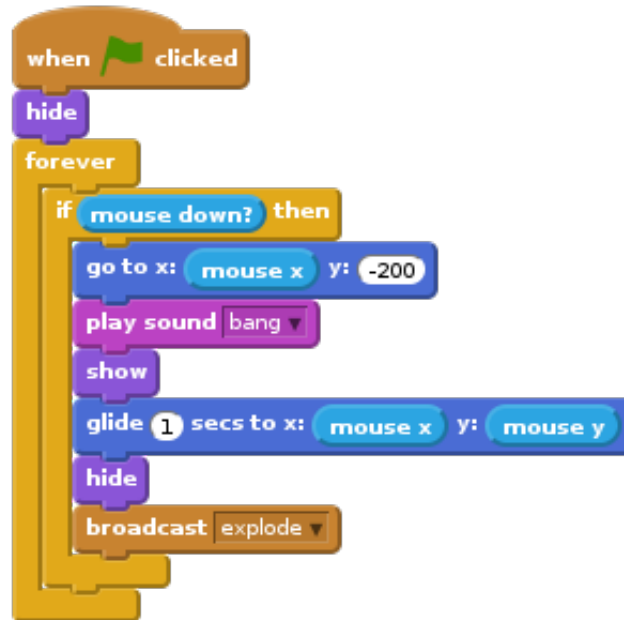 when clicked
hide
forever
if mouse down? then
go to x: mouse x y: -200
play sound bang
show
glide 1 secs to x: mouse x y: mouse y
hide
broadcast explode